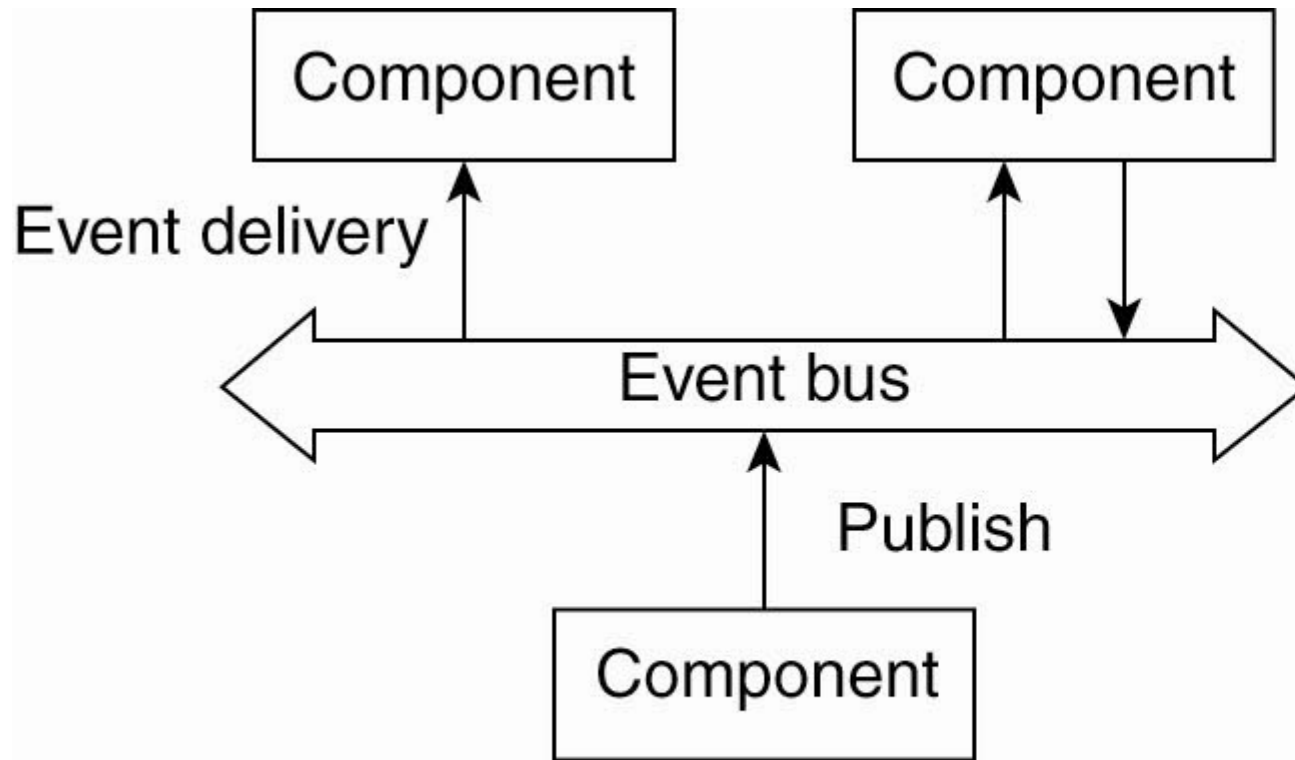 Component
Component
Event delivery
Event bus
Publish
Component